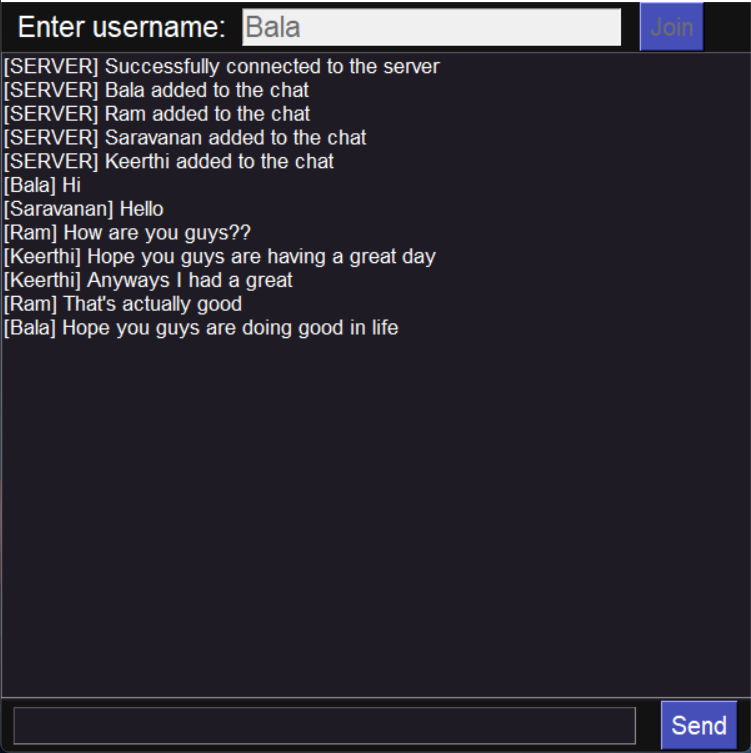 Enter username: Bala Join
[SERVER] Successfully connected to the server
[SERVER] Bala added to the chat
[SERVER] Ram added to the chat
[SERVER] Saravanan added to the chat
[SERVER] Keerthi added to the chat
[Bala] Hi
[Saravanan] Hello
[Ram] How are you guys??
[Keerthi] Hope you guys are having a great day
[Keerthi] Anyways I had a great
[Ram] That's actually good
[Bala] Hope you guys are doing good in life
Send